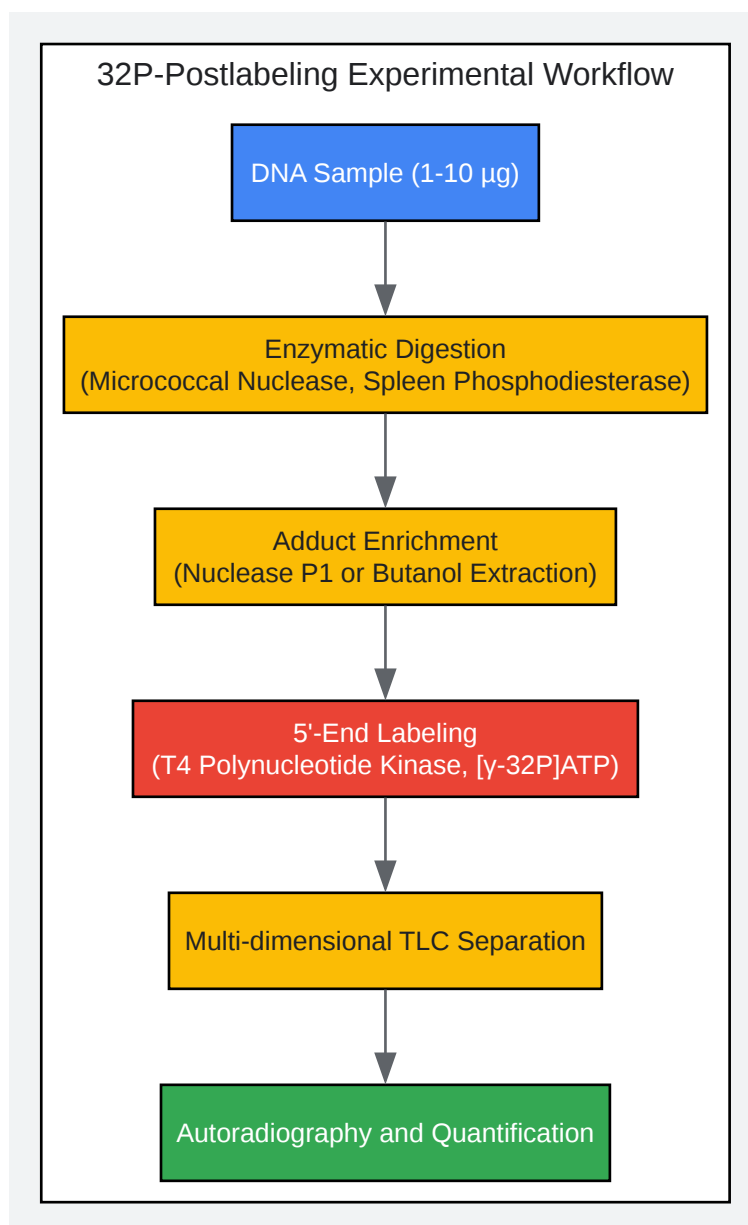 32P-Postlabeling Experimental Workflow
DNA Sample (1-10 µg)
Enzymatic Digestion
(Micrococcal Nuclease, Spleen Phosphodiesterase)
Adduct Enrichment
(Nuclease P1 or Butanol Extraction)
5'-End Labeling
(T4 Polynucleotide Kinase, [γ-32P]ATP)
Multi-dimensional TLC Separation
Autoradiography and Quantification